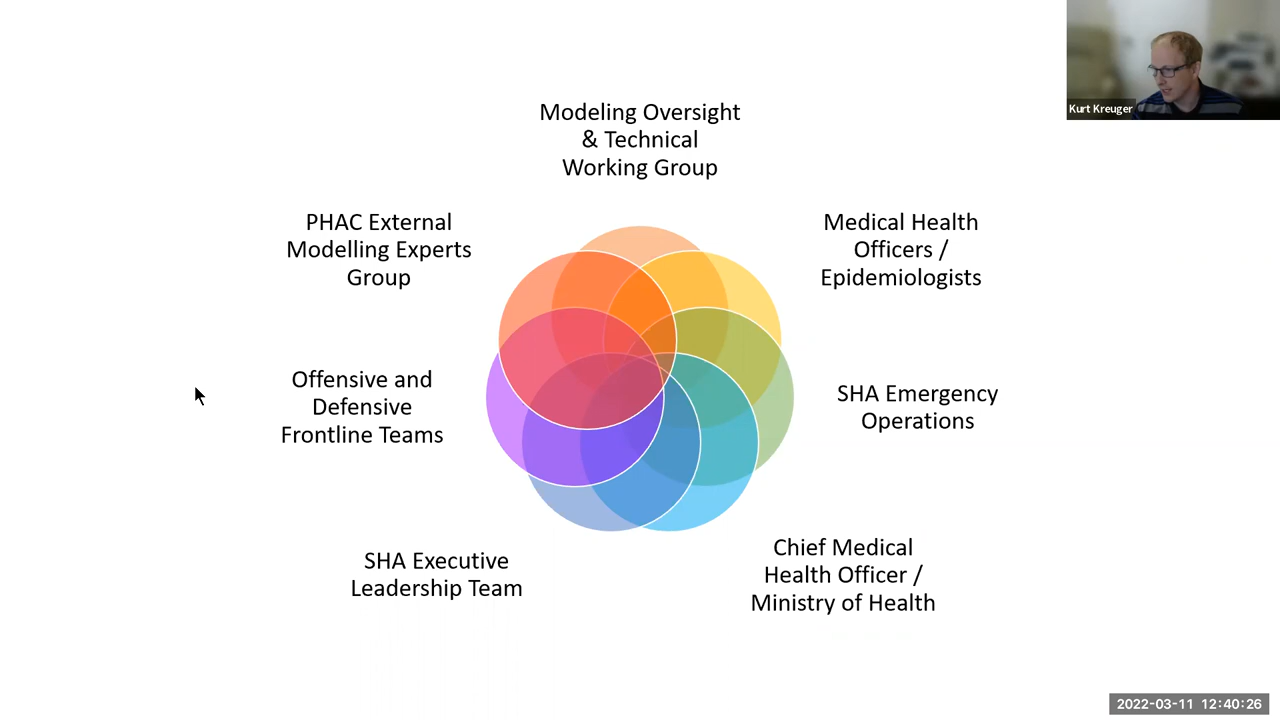 Kurt Kreuger
Modeling Oversight
& Technical
Working Group
PHAC External
Modelling Experts
Group
Medical Health
Officers /
Epidemiologists
Offensive and
Defensive
Frontline Teams
SHA Emergency
Operations
SHA Executive
Leadership Team
Chief Medical
Health Officer /
Ministry of Health
2022-03-11 12:40:26